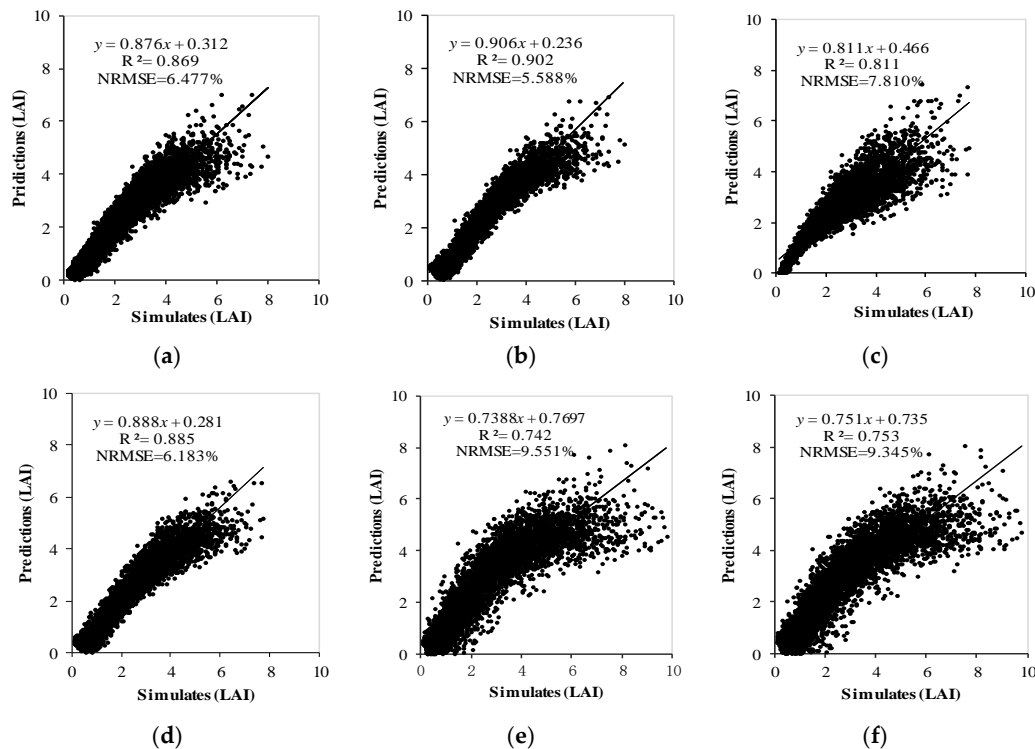 10
8
6
4
2
0
Pridictions (LAI)
y = 0.876x + 0.312
R ²= 0.869
NRMSE=6.477%
0 2 4 6 8 10
Simulates (LAI)
(a)
10
8
6
4
2
0
Predictions (LAI)
y = 0.906x + 0.236
R ²= 0.902
NRMSE=5.588%
0 2 4 6 8 10
Simulates (LAI)
(b)
10
8
6
4
2
0
Predictions (LAI)
y = 0.811x + 0.466
R ²= 0.811
NRMSE=7.810%
0 2 4 6 8 10
Simulates (LAI)
(c)
10
8
6
4
2
0
Predictions (LAI)
y = 0.888x + 0.281
R ²= 0.885
NRMSE=6.183%
0 2 4 6 8 10
Simulates (LAI)
(d)
10
8
6
4
2
0
Predictions (LAI)
y = 0.7388x + 0.7697
R ²= 0.742
NRMSE=9.551%
0 2 4 6 8 10
Simulates (LAI)
(e)
10
8
6
4
2
0
Predictions (LAI)
y = 0.751x + 0.735
R ²= 0.753
NRMSE=9.345%
0 2 4 6 8 10
Simulates (LAI)
(f)